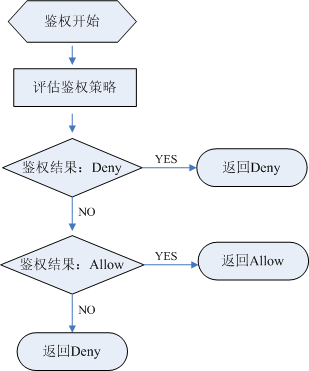 鉴权开始
评估鉴权策略
鉴权结果：Deny
YES
返回Deny
NO
鉴权结果：Allow
YES
返回Allow
NO
返回Deny